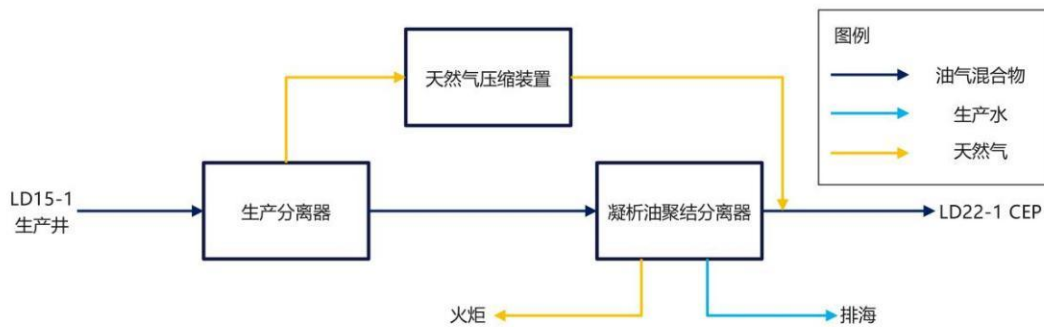 图例
油气混合物
生产水
天然气
天然气压缩装置
LD15-1
生产井
生产分离器
凝析油聚结分离器
LD22-1 CEP
火炬
排海